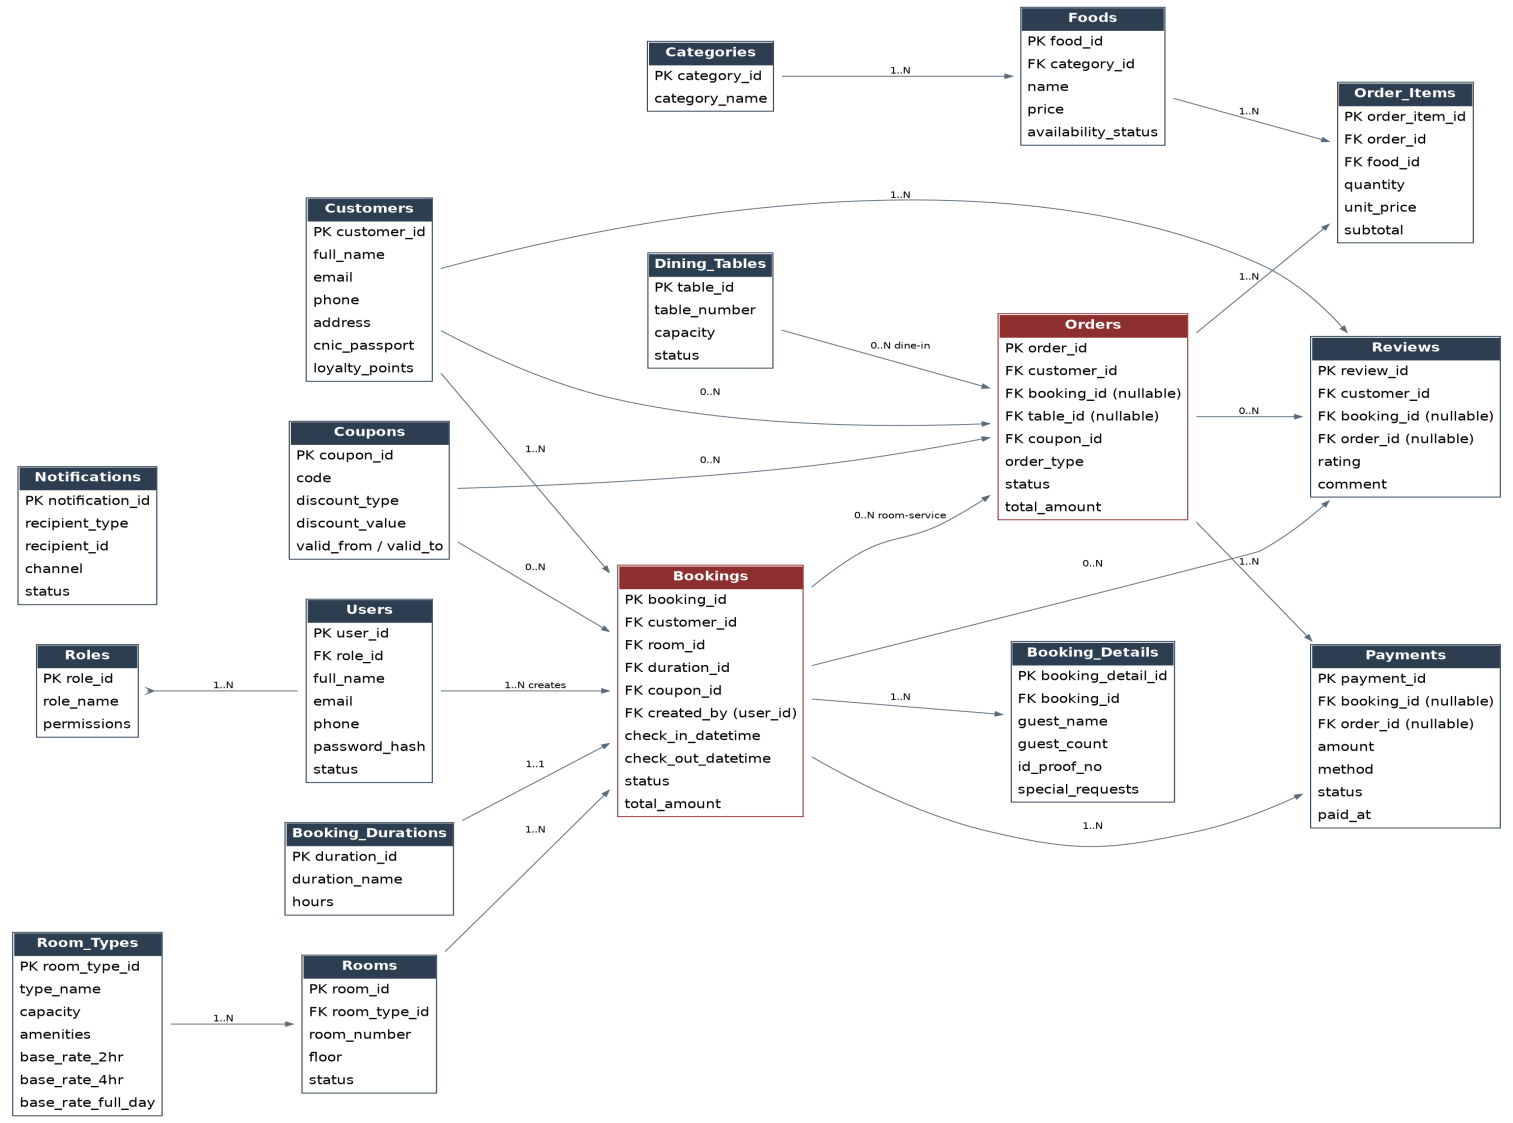 Categories
PK category_id
category_name
1..N
Foods
PK food_id
FK category_id
name
price
availability_status
1..N
Order_Items
PK order_item_id
FK order_id
FK food_id
quantity
unit_price
subtotal
Customers
PK customer_id
full_name
email
phone
address
cnic_passport
loyalty_points
1..N
0..N
1..N
Dining_Tables
PK table_id
table_number
capacity
status
0..N dine-in
Orders
PK order_id
FK customer_id
FK booking_id (nullable)
FK table_id (nullable)
FK coupon_id
order_type
status
total_amount
1..N
0..N
1..N
Reviews
PK review_id
FK customer_id
FK booking_id (nullable)
FK order_id (nullable)
rating
comment
Coupons
PK coupon_id
code
discount_type
discount_value
valid_from / valid_to
0..N
0..N
Notifications
PK notification_id
recipient_type
recipient_id
channel
status
Roles
PK role_id
role_name
permissions
1..N
Users
PK user_id
FK role_id
full_name
email
phone
password_hash
status
1..N creates
Bookings
PK booking_id
FK customer_id
FK room_id
FK duration_id
FK coupon_id
FK created_by (user_id)
check_in_datetime
check_out_datetime
status
total_amount
0..N room-service
0..N
1..N
1..N
Booking_Details
PK booking_detail_id
FK booking_id
guest_name
guest_count
id_proof_no
special_requests
Payments
PK payment_id
FK booking_id (nullable)
FK order_id (nullable)
amount
method
status
paid_at
Booking_Durations
PK duration_id
duration_name
hours
1..1
Room_Types
PK room_type_id
type_name
capacity
amenities
base_rate_2hr
base_rate_4hr
base_rate_full_day
1..N
Rooms
PK room_id
FK room_type_id
room_number
floor
status
1..N